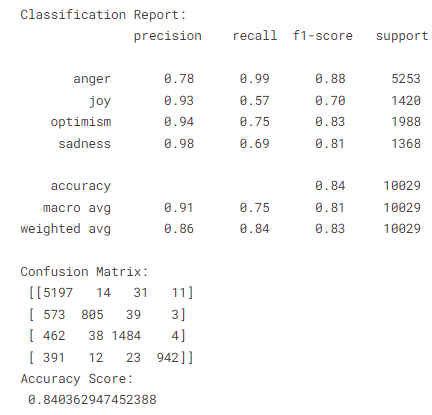 Classification Report:
precision recall f1-score support
anger 0.78 0.99 0.88 5253
joy 0.93 0.57 0.70 1420
optimism 0.94 0.75 0.83 1988
sadness 0.98 0.69 0.81 1368
accuracy 0.84 10029
macro avg 0.91 0.75 0.81 10029
weighted avg 0.86 0.84 0.83 10029
Confusion Matrix:
[[5197 14 31 11]
[ 573 805 39 3]
[ 462 38 1484 4]
[ 391 12 23 942]]
Accuracy Score:
0.840362947452388